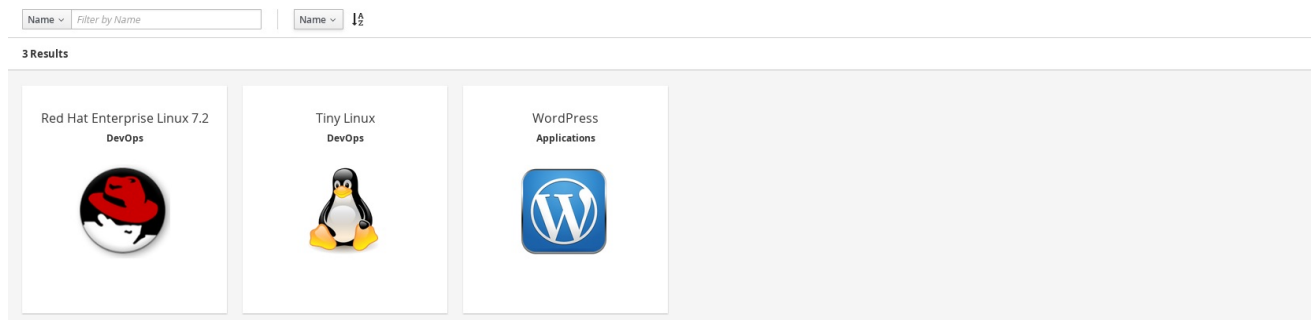 Name Filter by Name Name A Z
3 Results
Red Hat Enterprise Linux 7.2
DevOps
Tiny Linux
DevOps
WordPress
Applications
W